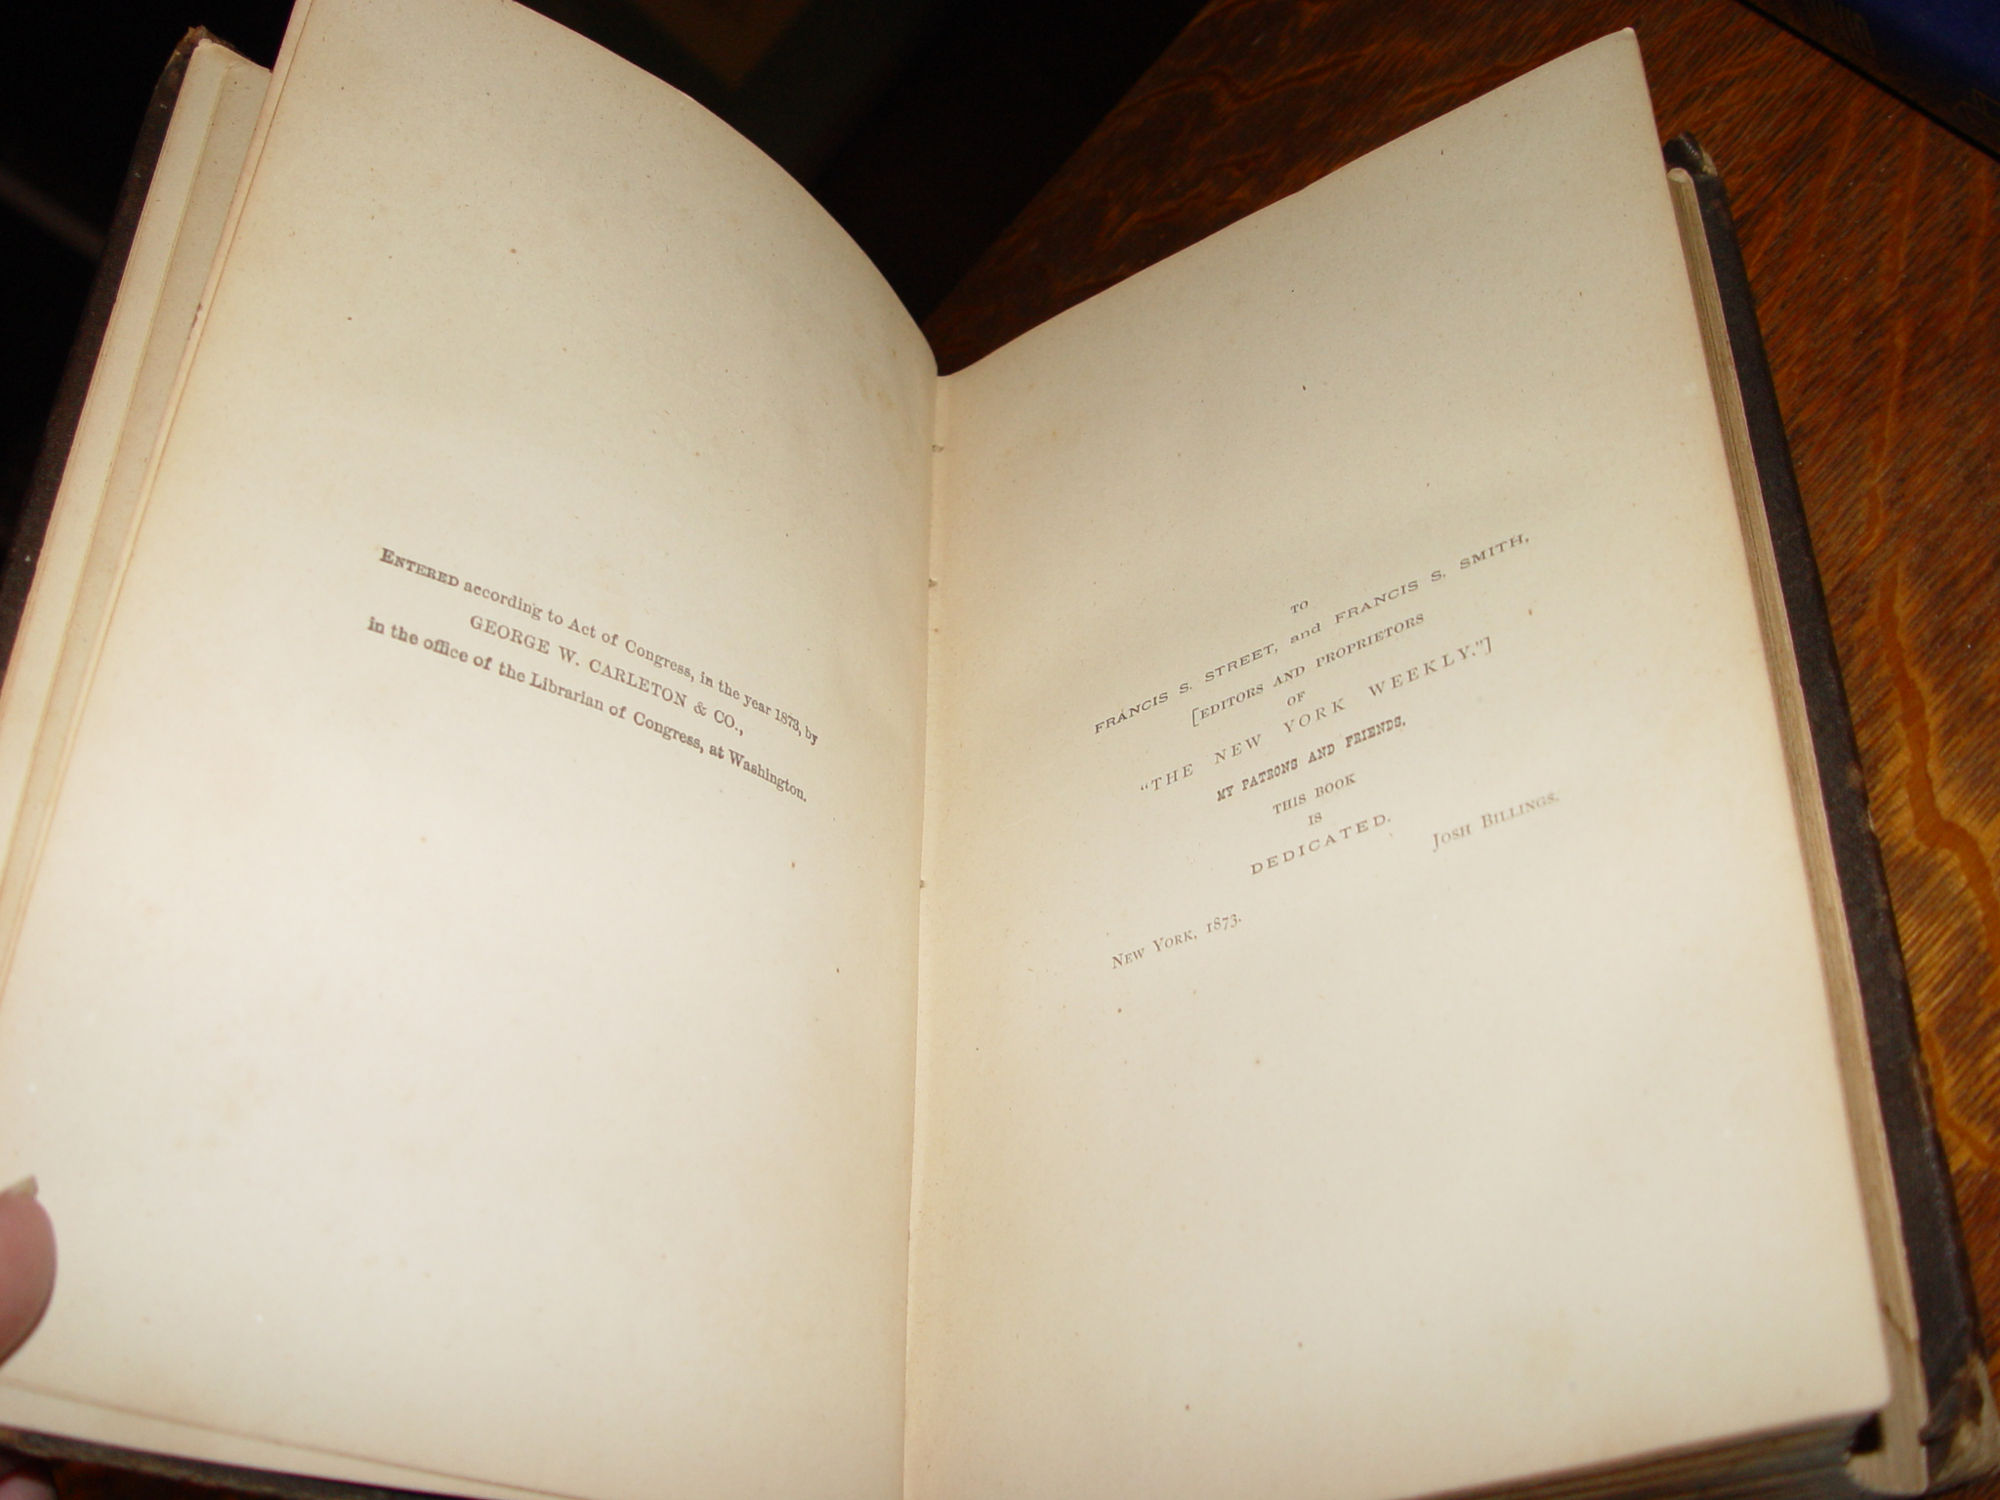 ENTERED according to Act of Congress, in the year 1873, by
GEORGE W. CARLETON & CO.,
in the office of the Librarian of Congress, at Washington.
TO
FRANCIS S. STREET, and FRANCIS S. SMITH,
[EDITORS AND PROPRIETORS
OF
"THE NEW YORK WEEKLY."]
MY PATRONS AND FRIENDS,
THIS BOOK
IS
DEDICATED.
JOSH BILLINGS.
NEW YORK, 1873.